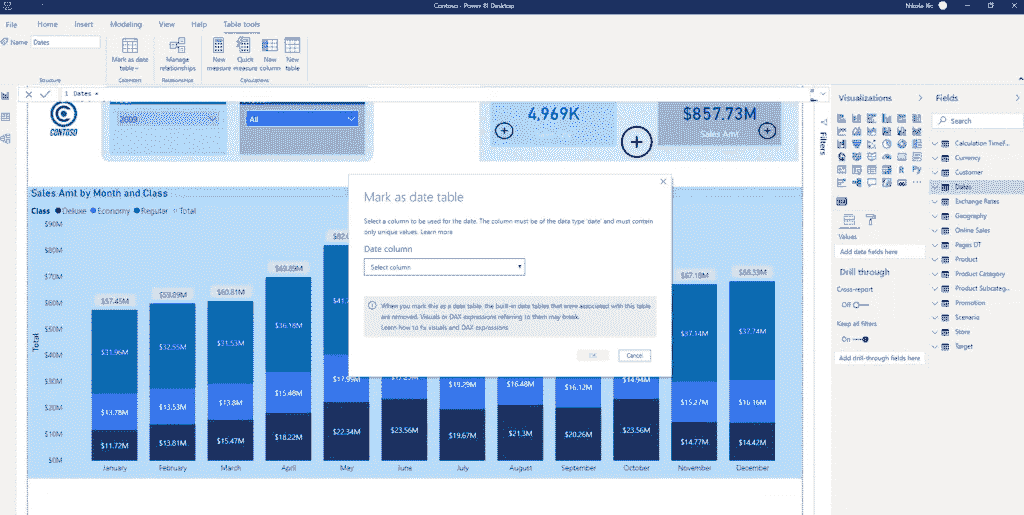 Contoso - Power BI Desktop
File Home Insert Modeling View Help Table tools
Name Dates
Mark as date table
Manage relationships
New measure
Quick measure
New column
New table
Structure Calendars Relationships Calculations
1 Dates =
CONTOSO
2009
All
4,969K
$857.73M
Sales Amt
Sales Amt by Month and Class
Class Deluxe Economy Regular Total
$90M
$80M
$70M
$60M
$50M
$40M
$30M
$20M
$10M
$0M
Total
$57.45M
$31.96M
$13.78M
$11.72M
$32.55M
$13.53M
$13.81M
$60.81M
$31.53M
$13.8M
$15.47M
$69.89M
$36.18M
$15.48M
$18.22M
$17.99M
$22.34M
$23.56M
$19.29M
$19.67M
$16.48M
$21.3M
$16.12M
$20.26M
$14.94M
$23.56M
$67.18M
$37.14M
$15.27M
$14.77M
$68.33M
$37.74M
$16.16M
$14.42M
January February March April May June July August September October November December
Mark as date table
Select a column to be used for the date. The column must be of the data type 'date' and must contain
only unique values. Learn more
Date column
Select column
When you mark this as a date table, the built-in date tables that were associated with this table
are removed. Visuals or DAX expressions referring to them may break.
Learn how to fix visuals and DAX expressions
OK Cancel
Filters
Visualizations
R Py
Values
Add data fields here
Drill through
Cross-report
Off
Keep all filters
On
Add drill-through fields here
Fields
Search
Calculation TimeP...
Currency
Customer
Dates
Exchange Rates
Geography
Online Sales
Pages DT
Product
Product Category
Product Subcateg...
Promotion
Scenario
Store
Target